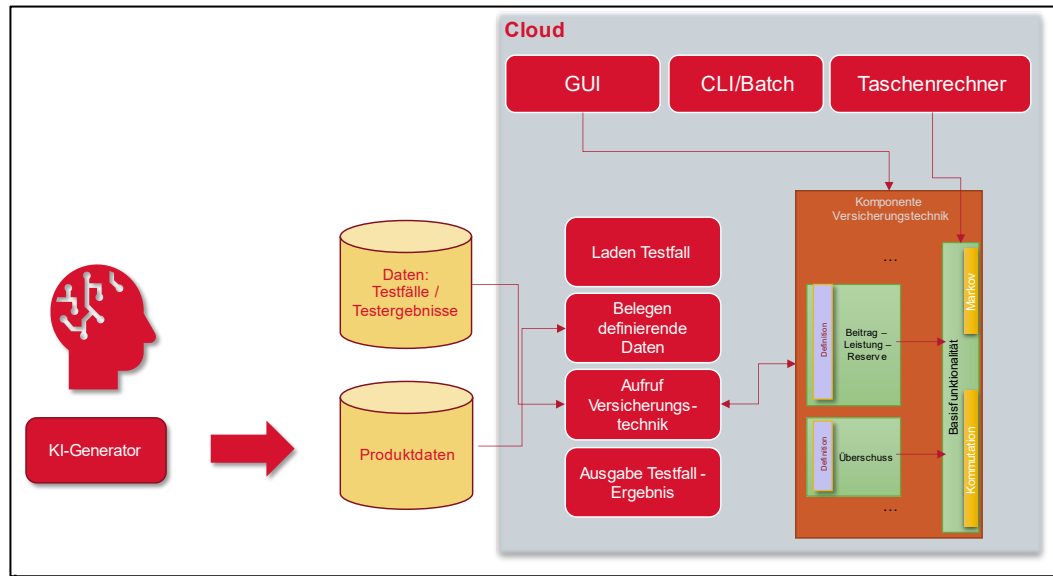 Cloud
GUI
CLI/Batch
Taschenrechner
Komponente
Versicherungstechnik
...
Laden Testfall
Daten:
Testfälle /
Testergebnisse
Belegen
definierende
Daten
Definition
Beitrag –
Leistung –
Reserve
Basisfunktionalität
Markov
Aufruf
Versicherungs-
technik
KI-Generator
Produktdaten
Ausgabe Testfall -
Ergebnis
Definition
Überschuss
Kommutation
...